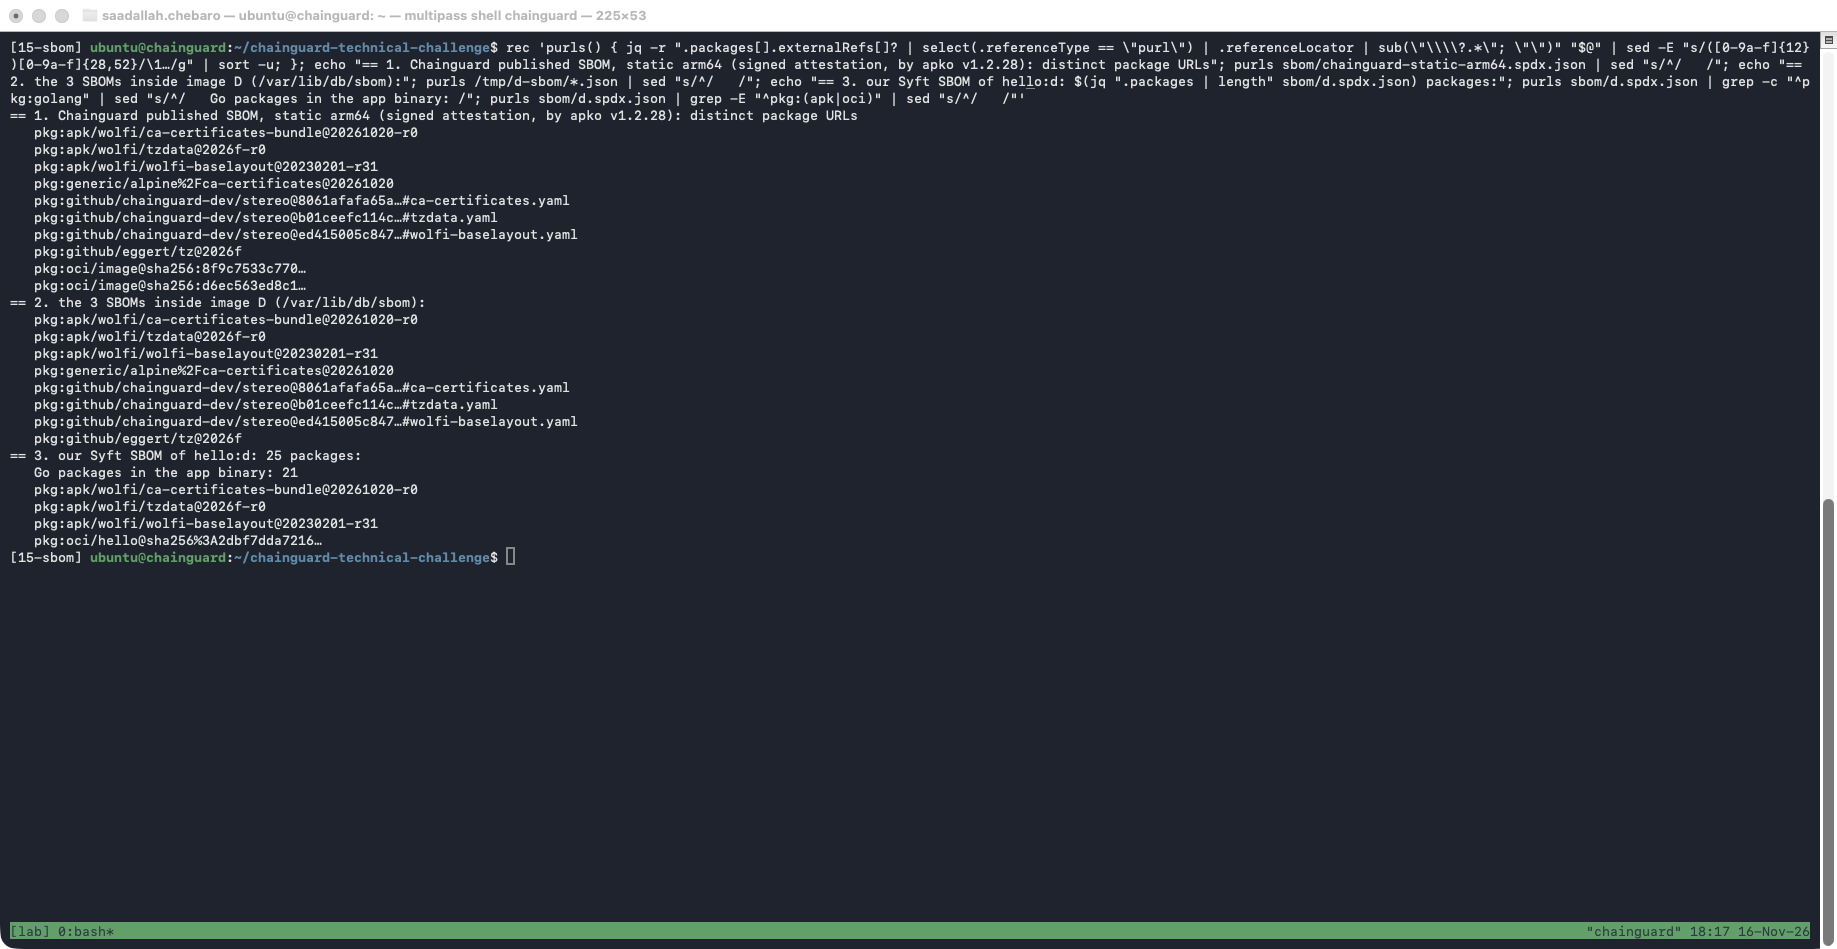 saadallah.chebaro — ubuntu@chainguard: ~ — multipass shell chainguard — 225×53
[15-sbom] ubuntu@chainguard:~/chainguard-technical-challenge$ rec 'purls() { jq -r ".packages[].externalRefs[]? | select(.referenceType == \"purl\") | .referenceLocator | sub(\"\\\\?.*\"; \"\")" "$@" | sed -E "s/([0-9a-f]{12}
)[0-9a-f]{28,52}/\1…/g" | sort -u; }; echo "== 1. Chainguard published SBOM, static arm64 (signed attestation, by apko v1.2.28): distinct package URLs"; purls sbom/chainguard-static-arm64.spdx.json | sed "s/^/   /"; echo "==
2. the 3 SBOMs inside image D (/var/lib/db/sbom):"; purls /tmp/d-sbom/*.json | sed "s/^/   /"; echo "== 3. our Syft SBOM of hello:d: $(jq ".packages | length" sbom/d.spdx.json) packages:"; purls sbom/d.spdx.json | grep -c "^p
kg:golang" | sed "s/^/   Go packages in the app binary: /"; purls sbom/d.spdx.json | grep -E "^pkg:(apk|oci)" | sed "s/^/   /"'
== 1. Chainguard published SBOM, static arm64 (signed attestation, by apko v1.2.28): distinct package URLs
   pkg:apk/wolfi/ca-certificates-bundle@20261020-r0
   pkg:apk/wolfi/tzdata@2026f-r0
   pkg:apk/wolfi/wolfi-baselayout@20230201-r31
   pkg:generic/alpine%2Fca-certificates@20261020
   pkg:github/chainguard-dev/stereo@8061afafa65a…#ca-certificates.yaml
   pkg:github/chainguard-dev/stereo@b01ceefc114c…#tzdata.yaml
   pkg:github/chainguard-dev/stereo@ed415005c847…#wolfi-baselayout.yaml
   pkg:github/eggert/tz@2026f
   pkg:oci/image@sha256:8f9c7533c770…
   pkg:oci/image@sha256:d6ec563ed8c1…
== 2. the 3 SBOMs inside image D (/var/lib/db/sbom):
   pkg:apk/wolfi/ca-certificates-bundle@20261020-r0
   pkg:apk/wolfi/tzdata@2026f-r0
   pkg:apk/wolfi/wolfi-baselayout@20230201-r31
   pkg:generic/alpine%2Fca-certificates@20261020
   pkg:github/chainguard-dev/stereo@8061afafa65a…#ca-certificates.yaml
   pkg:github/chainguard-dev/stereo@b01ceefc114c…#tzdata.yaml
   pkg:github/chainguard-dev/stereo@ed415005c847…#wolfi-baselayout.yaml
   pkg:github/eggert/tz@2026f
== 3. our Syft SBOM of hello:d: 25 packages:
   Go packages in the app binary: 21
   pkg:apk/wolfi/ca-certificates-bundle@20261020-r0
   pkg:apk/wolfi/tzdata@2026f-r0
   pkg:apk/wolfi/wolfi-baselayout@20230201-r31
   pkg:oci/hello@sha256%3A2dbf7dda7216…
[15-sbom] ubuntu@chainguard:~/chainguard-technical-challenge$
[lab] 0:bash* "chainguard" 18:17 16-Nov-26